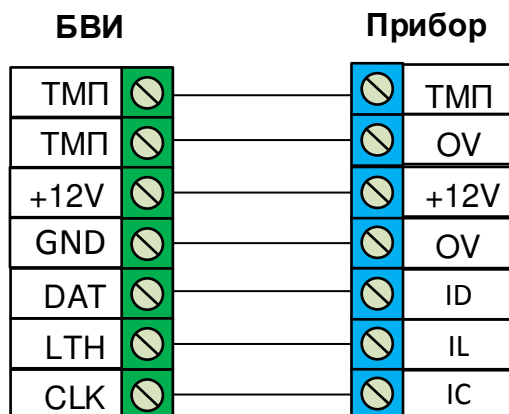 БВИ Прибор
ТМП ТМП
ТМП OV
+12V +12V
GND OV
DAT ID
LTH IL
CLK IC